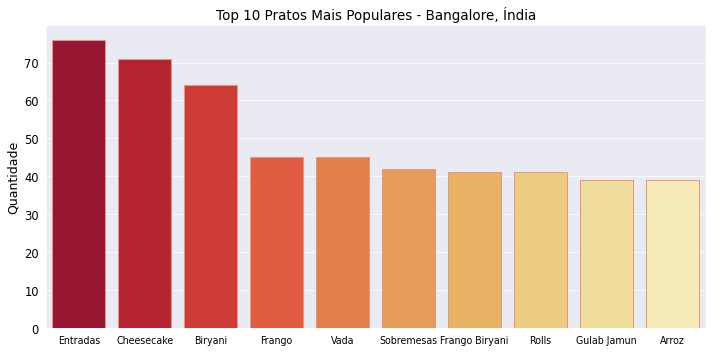 Top 10 Pratos Mais Populares - Bangalore, Índia
Quantidade
70
60
50
40
30
20
10
0
Entradas Cheesecake Biryani Frango Vada Sobremesas Frango Biryani Rolls Gulab Jamun Arroz